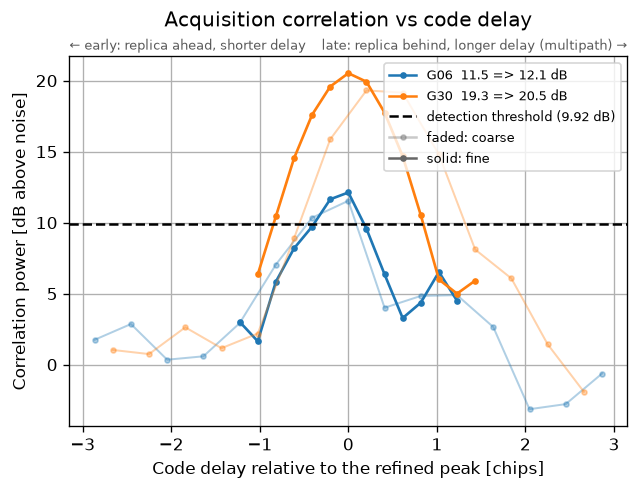 Acquisition correlation vs code delay
← early: replica ahead, shorter delay late: replica behind, longer delay (multipath) →
G06 11.5 => 12.1 dB
G30 19.3 => 20.5 dB
detection threshold (9.92 dB)
faded: coarse
solid: fine
Correlation power [dB above noise]
20
15
10
5
0
−3 −2 −1 0 1 2 3
Code delay relative to the refined peak [chips]